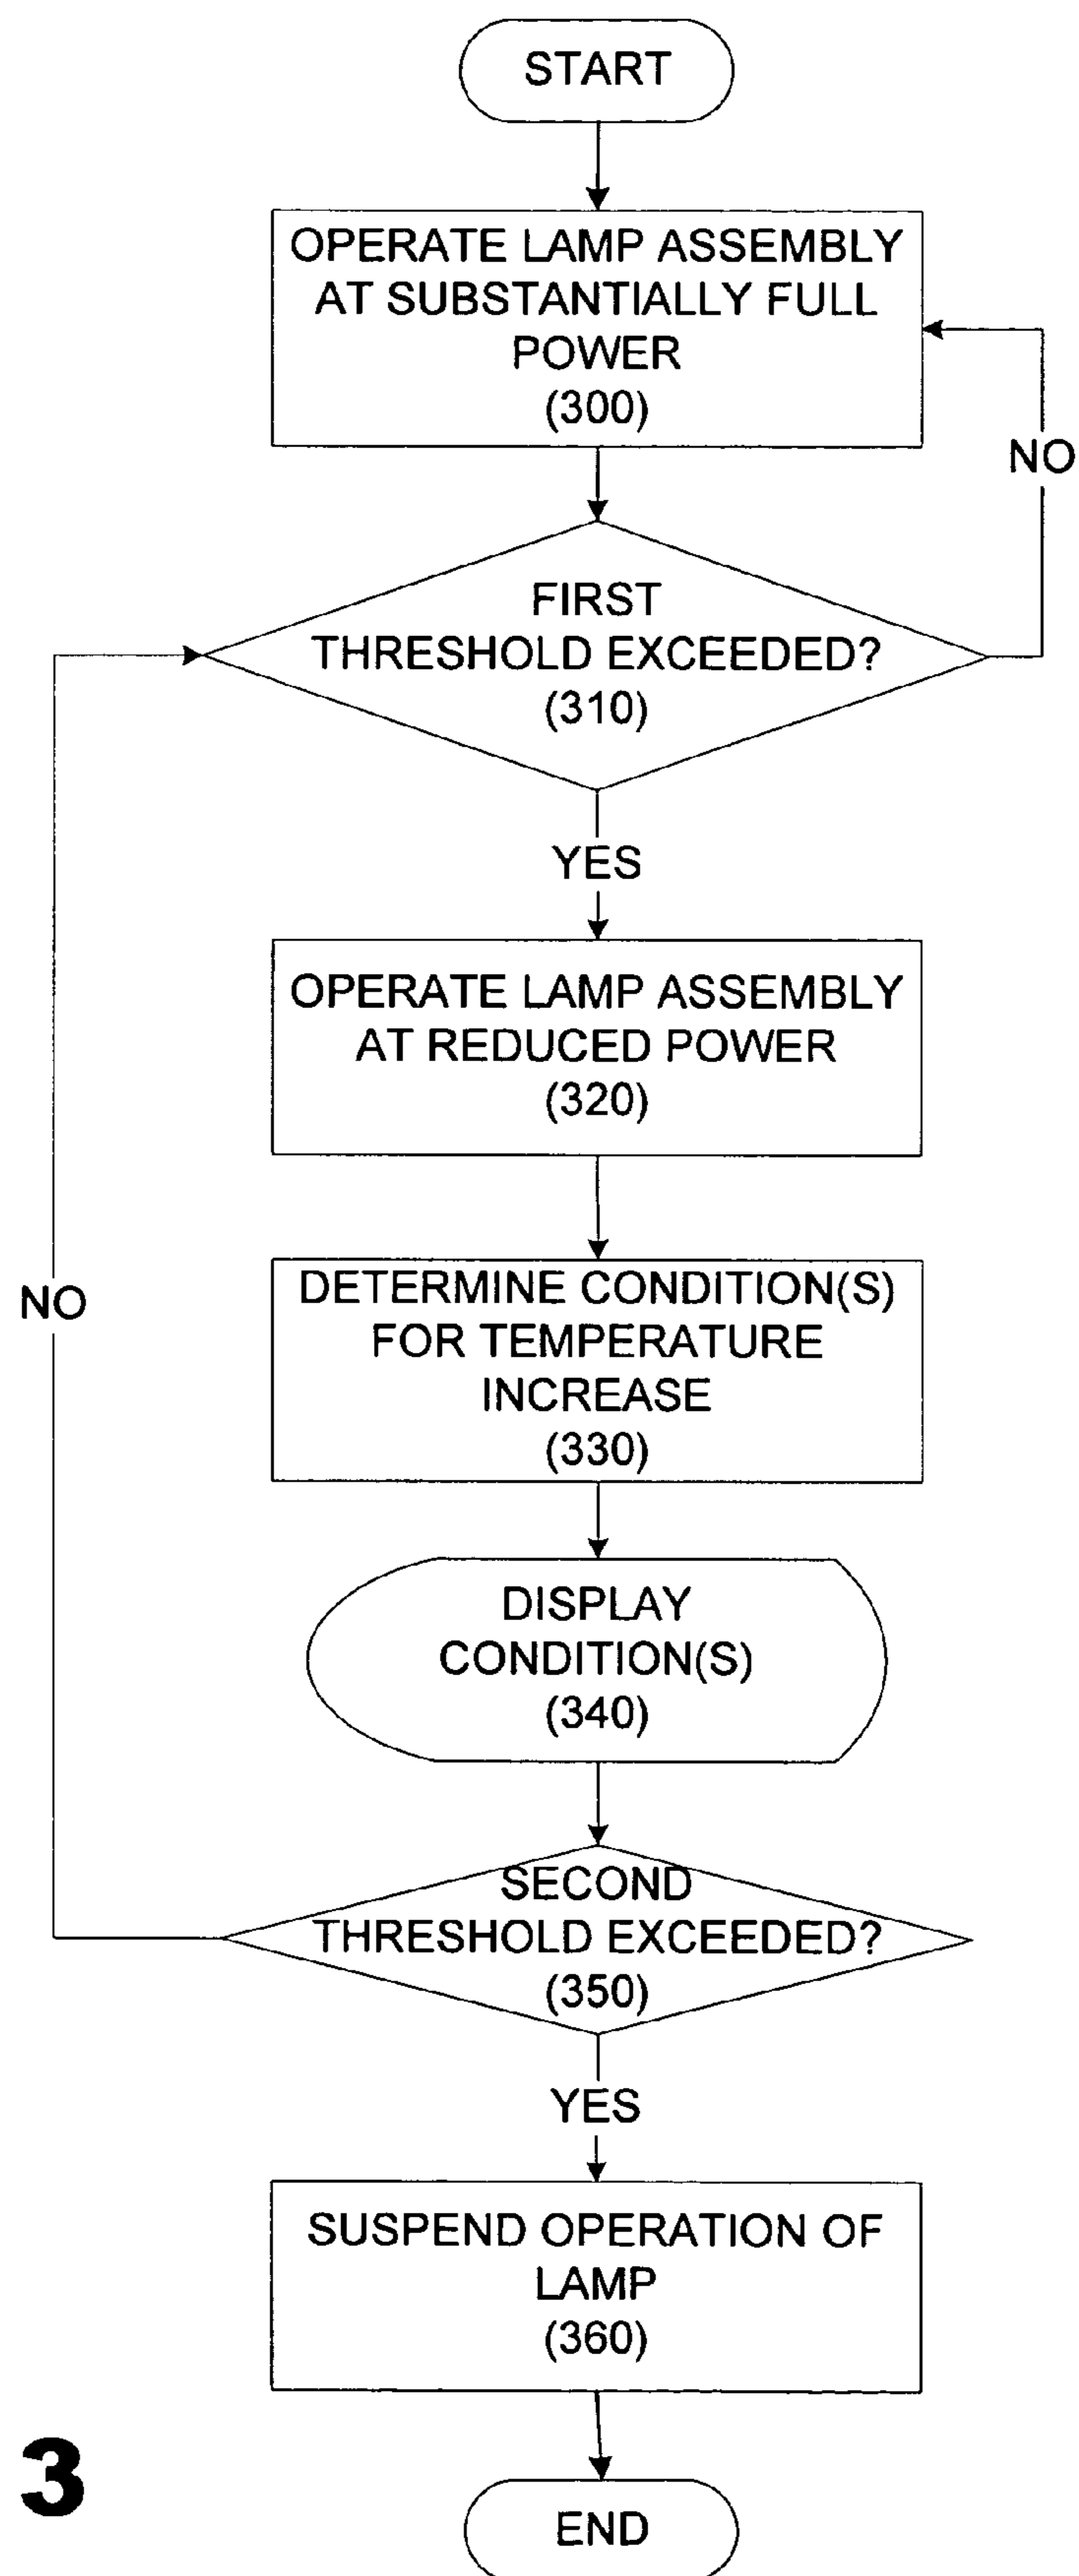 START
OPERATE LAMP ASSEMBLY
AT SUBSTANTIALLY FULL
POWER
(300)
NO
FIRST
THRESHOLD EXCEEDED?
(310)
YES
OPERATE LAMP ASSEMBLY
AT REDUCED POWER
(320)
NO
DETERMINE CONDITION(S)
FOR TEMPERATURE
INCREASE
(330)
DISPLAY
CONDITION(S)
(340)
SECOND
THRESHOLD EXCEEDED?
(350)
YES
SUSPEND OPERATION OF
LAMP
(360)
3
END